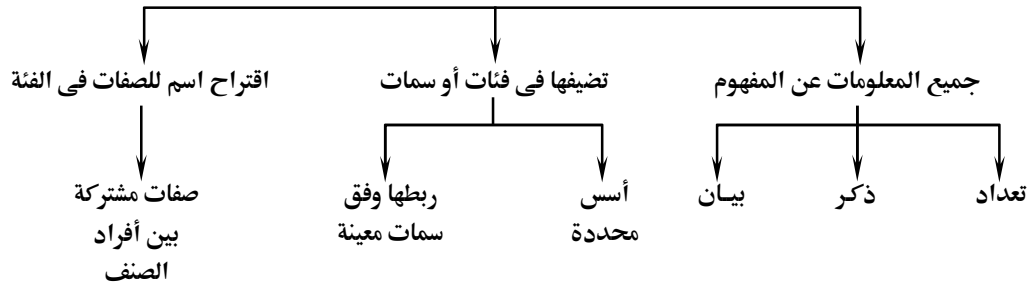 جميع المعلومات عن المفهوم
تضيفها فى فئات أو سمات
اقتراح اسم للصفات فى الفئة
تعداد
ذكر
بيـان
أسس
محددة
ربطها وفق
سمات معينة
صفات مشتركة
بين أفراد
الصنف